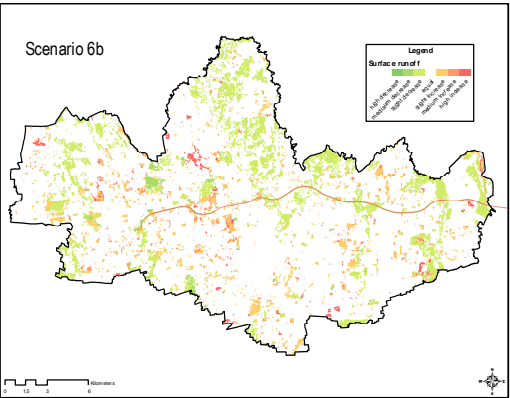 Scenario 6b
Legend
Surface runoff
high decrease
medium decrease
slight decrease
equal
slight increase
medium increase
high increase
Kilometers
0 1,5 3 6
N
W E
S